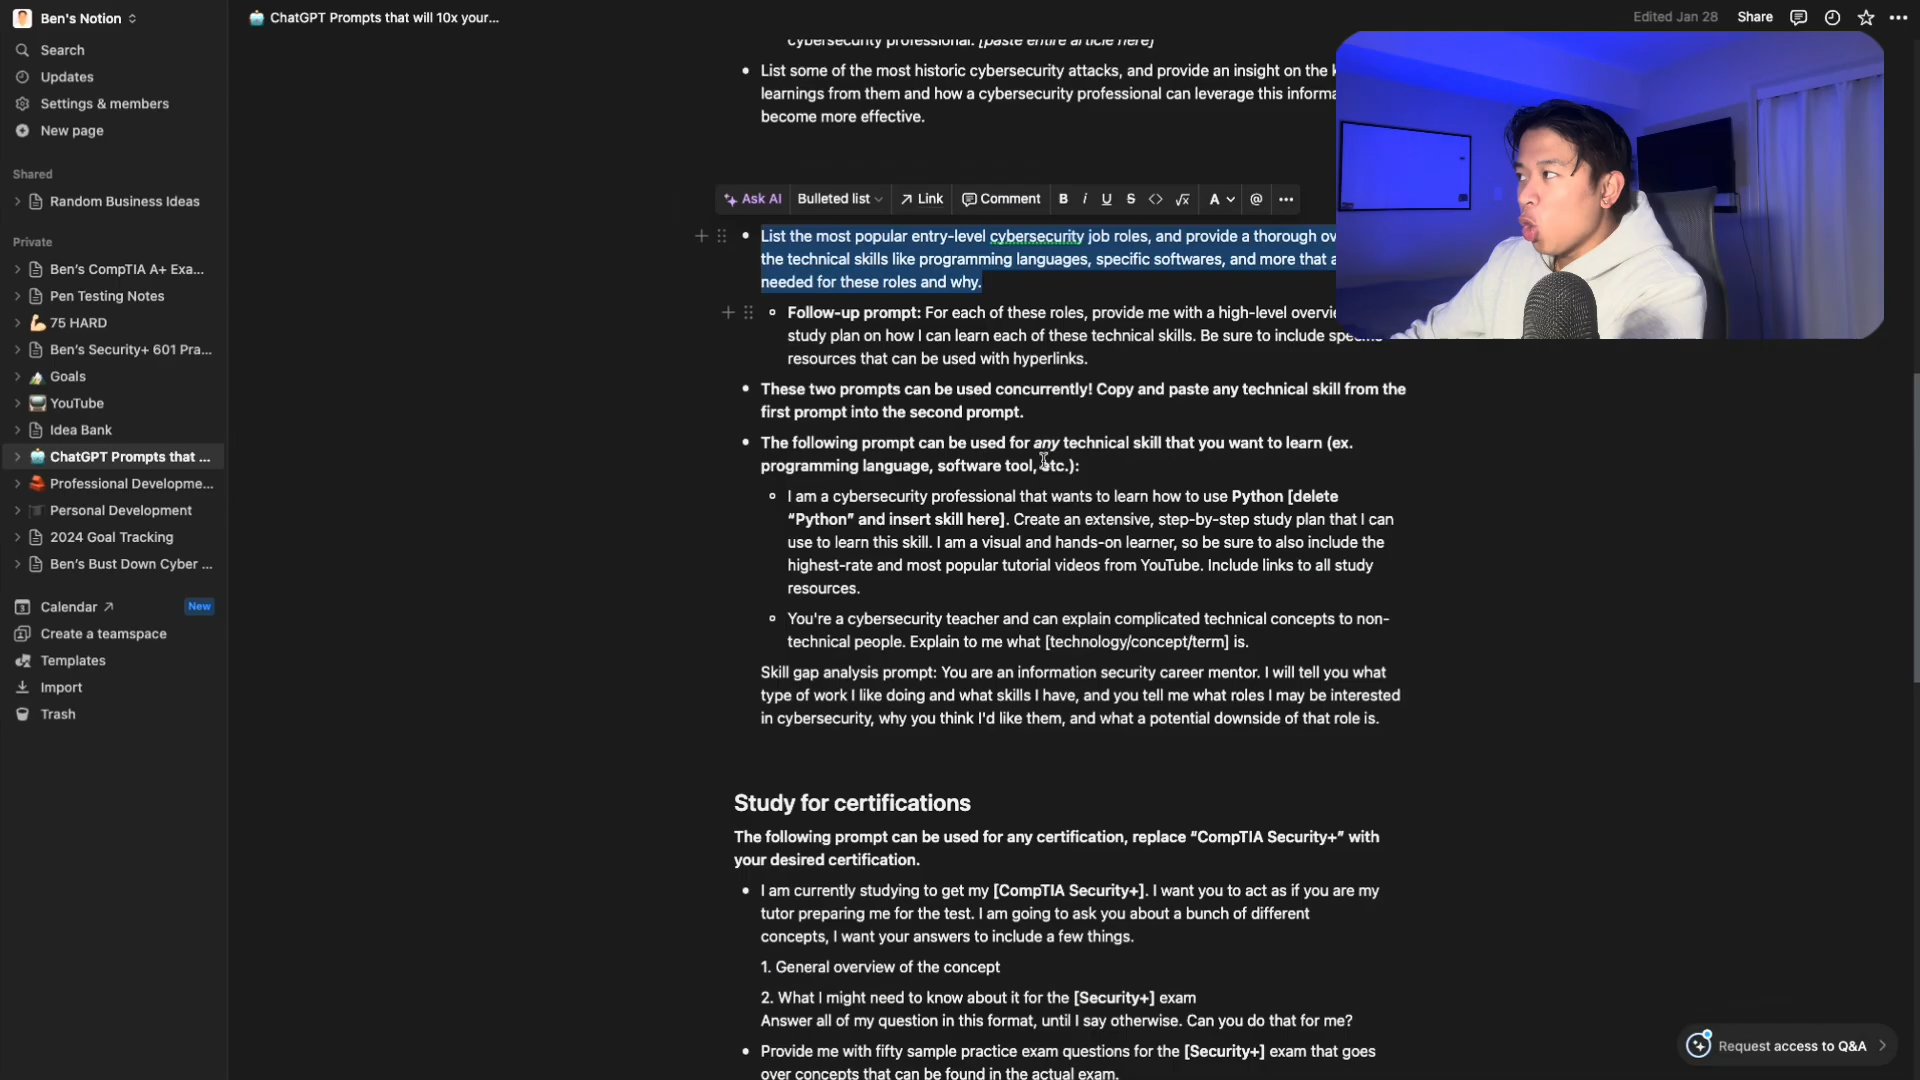 Ben's Notion
Search
Updates
Settings & members
New page
Shared
Random Business Ideas
Private
Ben's CompTIA A+ Exa...
Pen Testing Notes
75 HARD
Ben's Security+ 601 Pra...
Goals
YouTube
Idea Bank
ChatGPT Prompts that ...
Professional Developme...
Personal Development
2024 Goal Tracking
Ben's Bust Down Cyber ...
Calendar ↗ New
Create a teamspace
Templates
Import
Trash
ChatGPT Prompts that will 10x your...
Edited Jan 28 Share
cybersecurity professional. [paste entire article here]
• List some of the most historic cybersecurity attacks, and provide an insight on the
learnings from them and how a cybersecurity professional can leverage this
become more effective.
Ask AI Bulleted list Link Comment B i U S <> √x A @ •••
• List the most popular entry-level cybersecurity job roles, and provide a thorough
the technical skills like programming languages, specific softwares, and more that
needed for these roles and why.
◦ Follow-up prompt: For each of these roles, provide me with a high-level
study plan on how I can learn each of these technical skills. Be sure to include
resources that can be used with hyperlinks.
• These two prompts can be used concurrently! Copy and paste any technical skill from the
first prompt into the second prompt.
• The following prompt can be used for any technical skill that you want to learn (ex.
programming language, software tool, etc.):
◦ I am a cybersecurity professional that wants to learn how to use Python [delete
“Python” and insert skill here]. Create an extensive, step-by-step study plan that I can
use to learn this skill. I am a visual and hands-on learner, so be sure to also include the
highest-rate and most popular tutorial videos from YouTube. Include links to all study
resources.
◦ You're a cybersecurity teacher and can explain complicated technical concepts to non-
technical people. Explain to me what [technology/concept/term] is.
Skill gap analysis prompt: You are an information security career mentor. I will tell you what
type of work I like doing and what skills I have, and you tell me what roles I may be interested
in cybersecurity, why you think I'd like them, and what a potential downside of that role is.
Study for certifications
The following prompt can be used for any certification, replace “CompTIA Security+” with
your desired certification.
• I am currently studying to get my [CompTIA Security+]. I want you to act as if you are my
tutor preparing me for the test. I am going to ask you about a bunch of different
concepts, I want your answers to include a few things.
1. General overview of the concept
2. What I might need to know about it for the [Security+] exam
Answer all of my question in this format, until I say otherwise. Can you do that for me?
• Provide me with fifty sample practice exam questions for the [Security+] exam that goes
over concepts that can be found in the actual exam.
Request access to Q&A